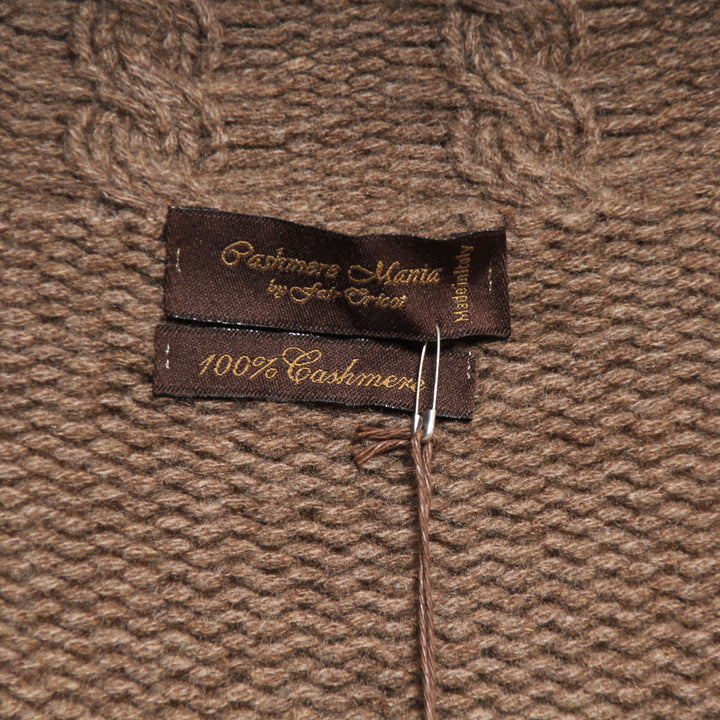 Cashmere Mania
by Fair Tricot
Made in Italy
100% Cashmere